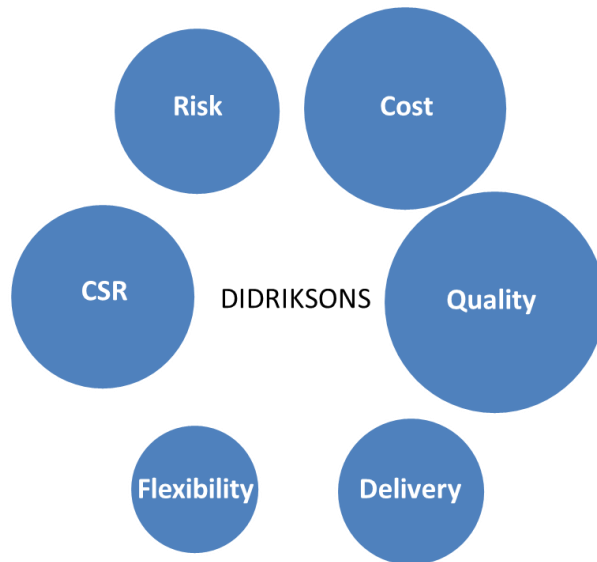 Risk
Cost
CSR
DIDRIKSONS
Quality
Flexibility
Delivery